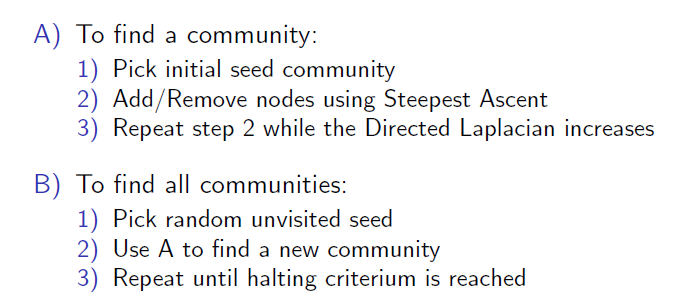 A) To find a community:
1) Pick initial seed community
2) Add/Remove nodes using Steepest Ascent
3) Repeat step 2 while the Directed Laplacian increases
B) To find all communities:
1) Pick random unvisited seed
2) Use A to find a new community
3) Repeat until halting criterium is reached